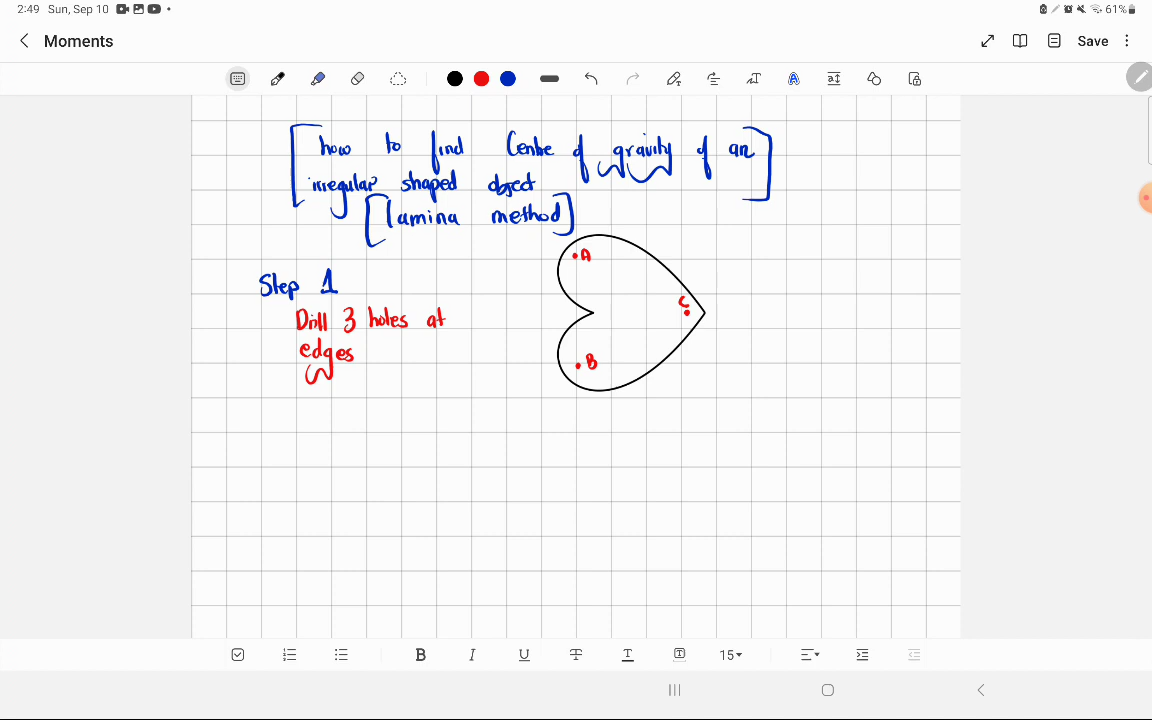 2:49 Sun, Sep 10
61%
Moments
Save
how to find Centre of gravity of an
irregular shaped object
[lamina method]
A
Step 1
C
Drill 3 holes at
edges
B
B I U T T T 15